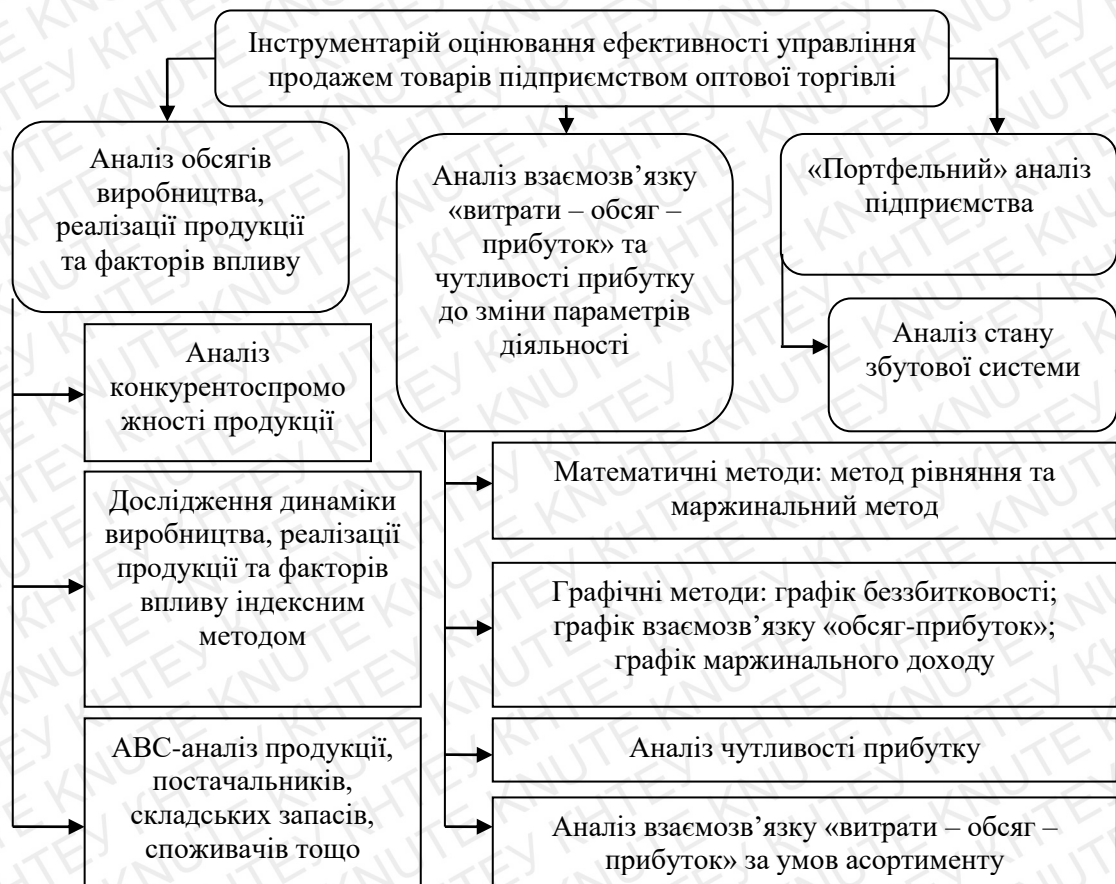 Інструментарій оцінювання ефективності управління
продажем товарів підприємством оптової торгівлі
Аналіз обсягів
виробництва,
реалізації продукції
та факторів впливу
Аналіз взаємозв’язку
«витрати – обсяг –
прибуток» та
чутливості прибутку
до зміни параметрів
діяльності
«Портфельний» аналіз
підприємства
Аналіз стану
збутової системи
Аналіз
конкурентоспромо
жності продукції
Дослідження динаміки
виробництва, реалізації
продукції та факторів
впливу індексним
методом
АВС-аналіз продукції,
постачальників,
складських запасів,
споживачів тощо
Математичні методи: метод рівняння та
маржинальний метод
Графічні методи: графік беззбитковості;
графік взаємозв’язку «обсяг-прибуток»;
графік маржинального доходу
Аналіз чутливості прибутку
Аналіз взаємозв’язку «витрати – обсяг –
прибуток» за умов асортименту